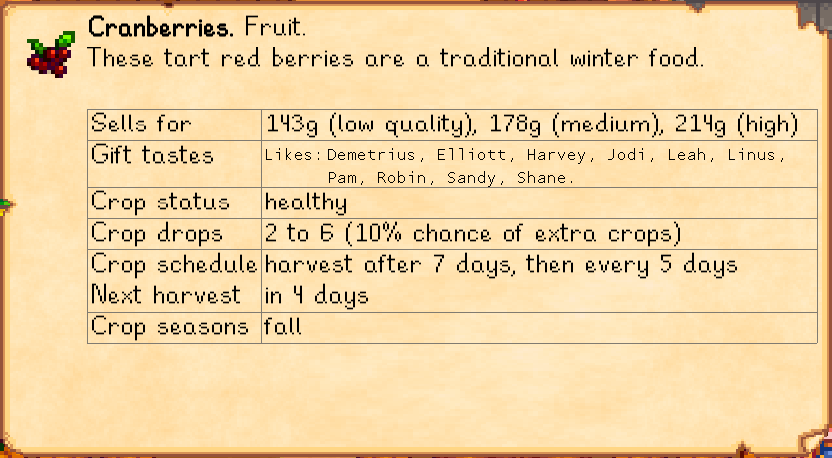 Cranberries. Fruit.
These tart red berries are a traditional winter food.
Sells for 143g (low quality), 178g (medium), 214g (high)
Gift tastes Likes: Demetrius, Elliott, Harvey, Jodi, Leah, Linus,
Pam, Robin, Sandy, Shane.
Crop status healthy
Crop drops 2 to 6 (10% chance of extra crops)
Crop schedule harvest after 7 days, then every 5 days
Next harvest in 4 days
Crop seasons fall